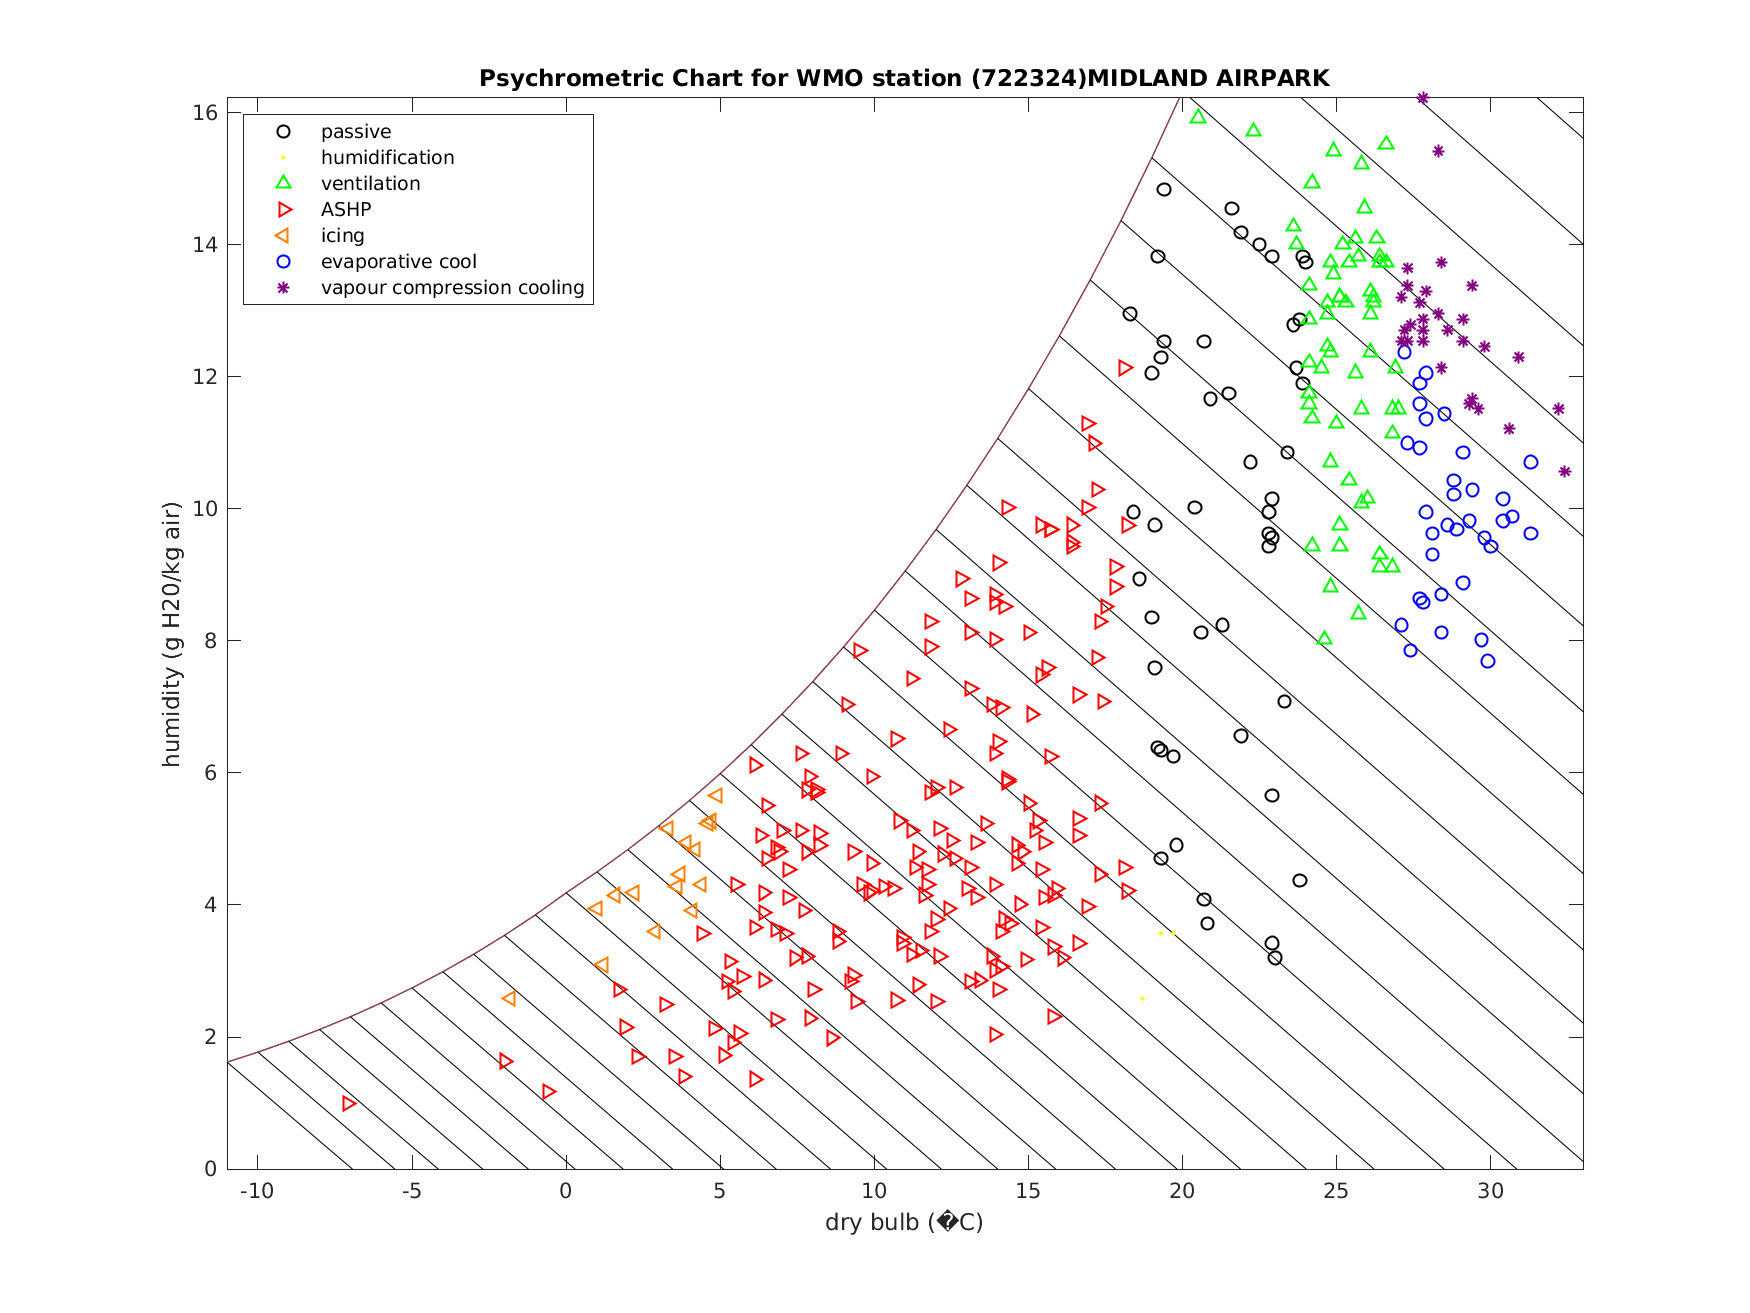 Psychrometric Chart for WMO station (722324)MIDLAND AIRPARK
passive
humidification
ventilation
ASHP
icing
evaporative cool
vapour compression cooling
humidity (g H20/kg air)
16
14
12
10
8
6
4
2
0
-10 -5 0 5 10 15 20 25 30
dry bulb (�C)